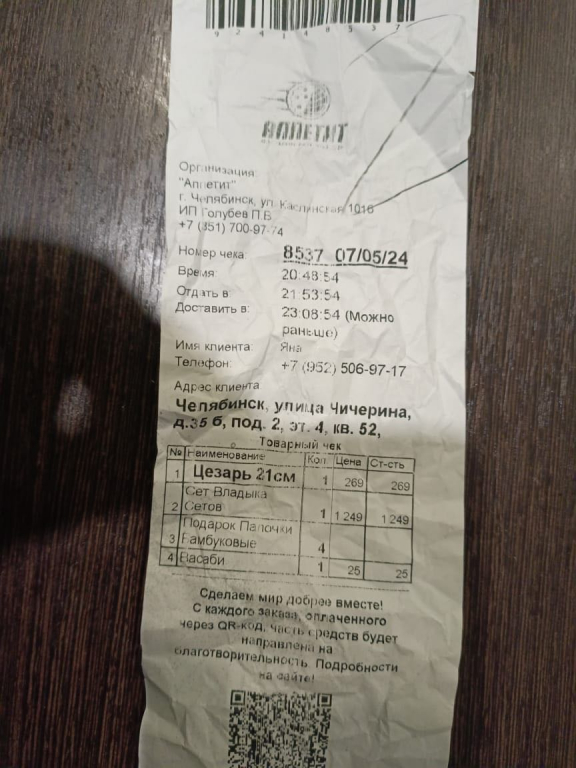 92418537
АППЕТИТ
Организация:
"Аппетит"
г. Челябинск, ул. Каслинская 101б
ИП Голубев П.В.
+7 (351) 700-97-74
Номер чека: 8537 07/05/24
Время: 20:48:54
Отдать в: 21:53:54
Доставить в: 23:08:54 (Можно
раньше)
Имя клиента: Яна
Телефон: +7 (952) 506-97-17
Адрес клиента
Челябинск, улица Чичерина,
д.35 б, под. 2, эт. 4, кв. 52,
Товарный чек
№ Наименование Кол Цена Ст-сть
1 Цезарь 21см 1 269 269
Сет Владыка
2 Сетов 1 1 249 1 249
Подарок Палочки
3 Бамбуковые 4
4 Васаби 1 25 25
Сделаем мир добрее вместе!
С каждого заказа, оплаченного
через QR-код, часть средств будет
направлена на
благотворительность. Подробности
на сайте!